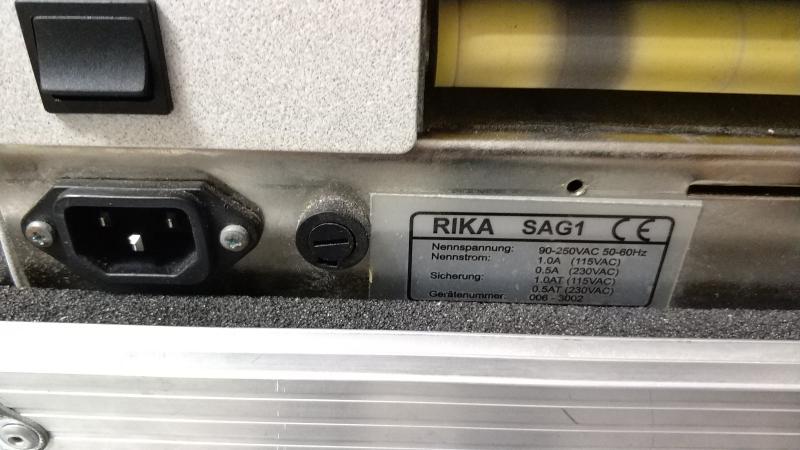 RIKA SAG1 CE
Nennspannung: 90-250VAC 50-60Hz
Nennstrom: 1.0A (115VAC)
0.5A (230VAC)
Sicherung: 1.0AT (115VAC)
0.5AT (230VAC)
Gerätenummer 006 - 3002